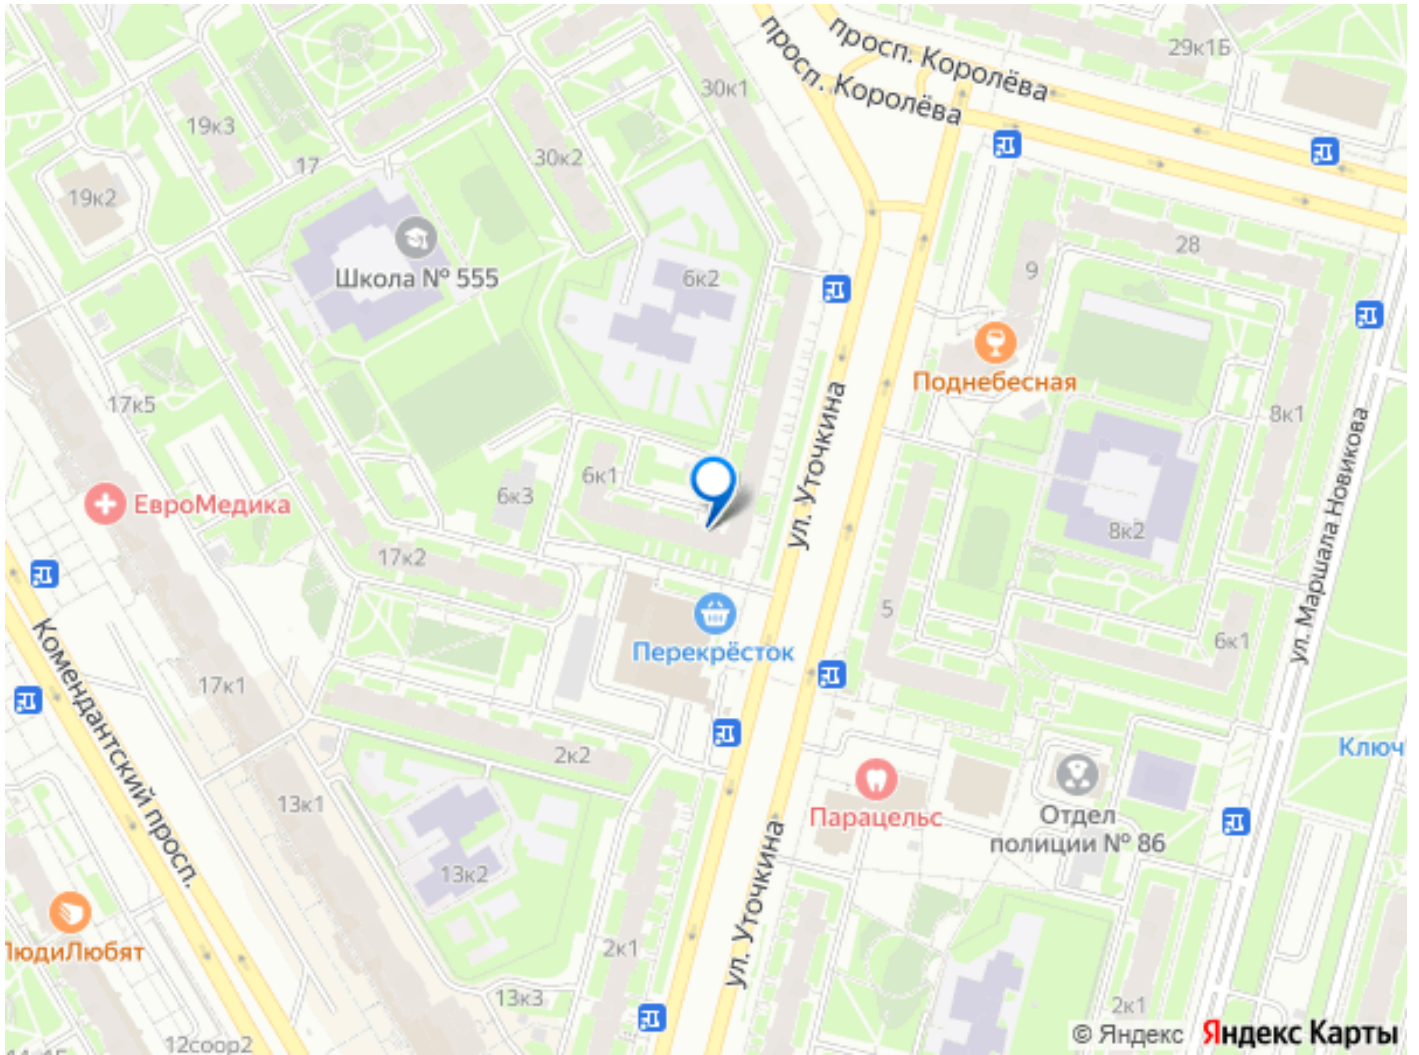 просп. Королёва
просп. Королёва
29к1Б
30к1
19к3
30к2
17
19к2
28
9
6к2
Школа № 555
Поднебесная
17к5
8к1
ул. Уточкина
ул. Маршала Новикова
6к1
6к3
ЕвроМедика
8к2
17к2
5
Перекрёсток
6к1
Комендантский просп.
17к1
2к2
Ключ
13к1
Парацельс
Отдел
полиции № 86
13к2
ул. Уточкина
ЛюдиЛюбят
2к1
13к3
2к1
12соор2
© Яндекс Яндекс Карты